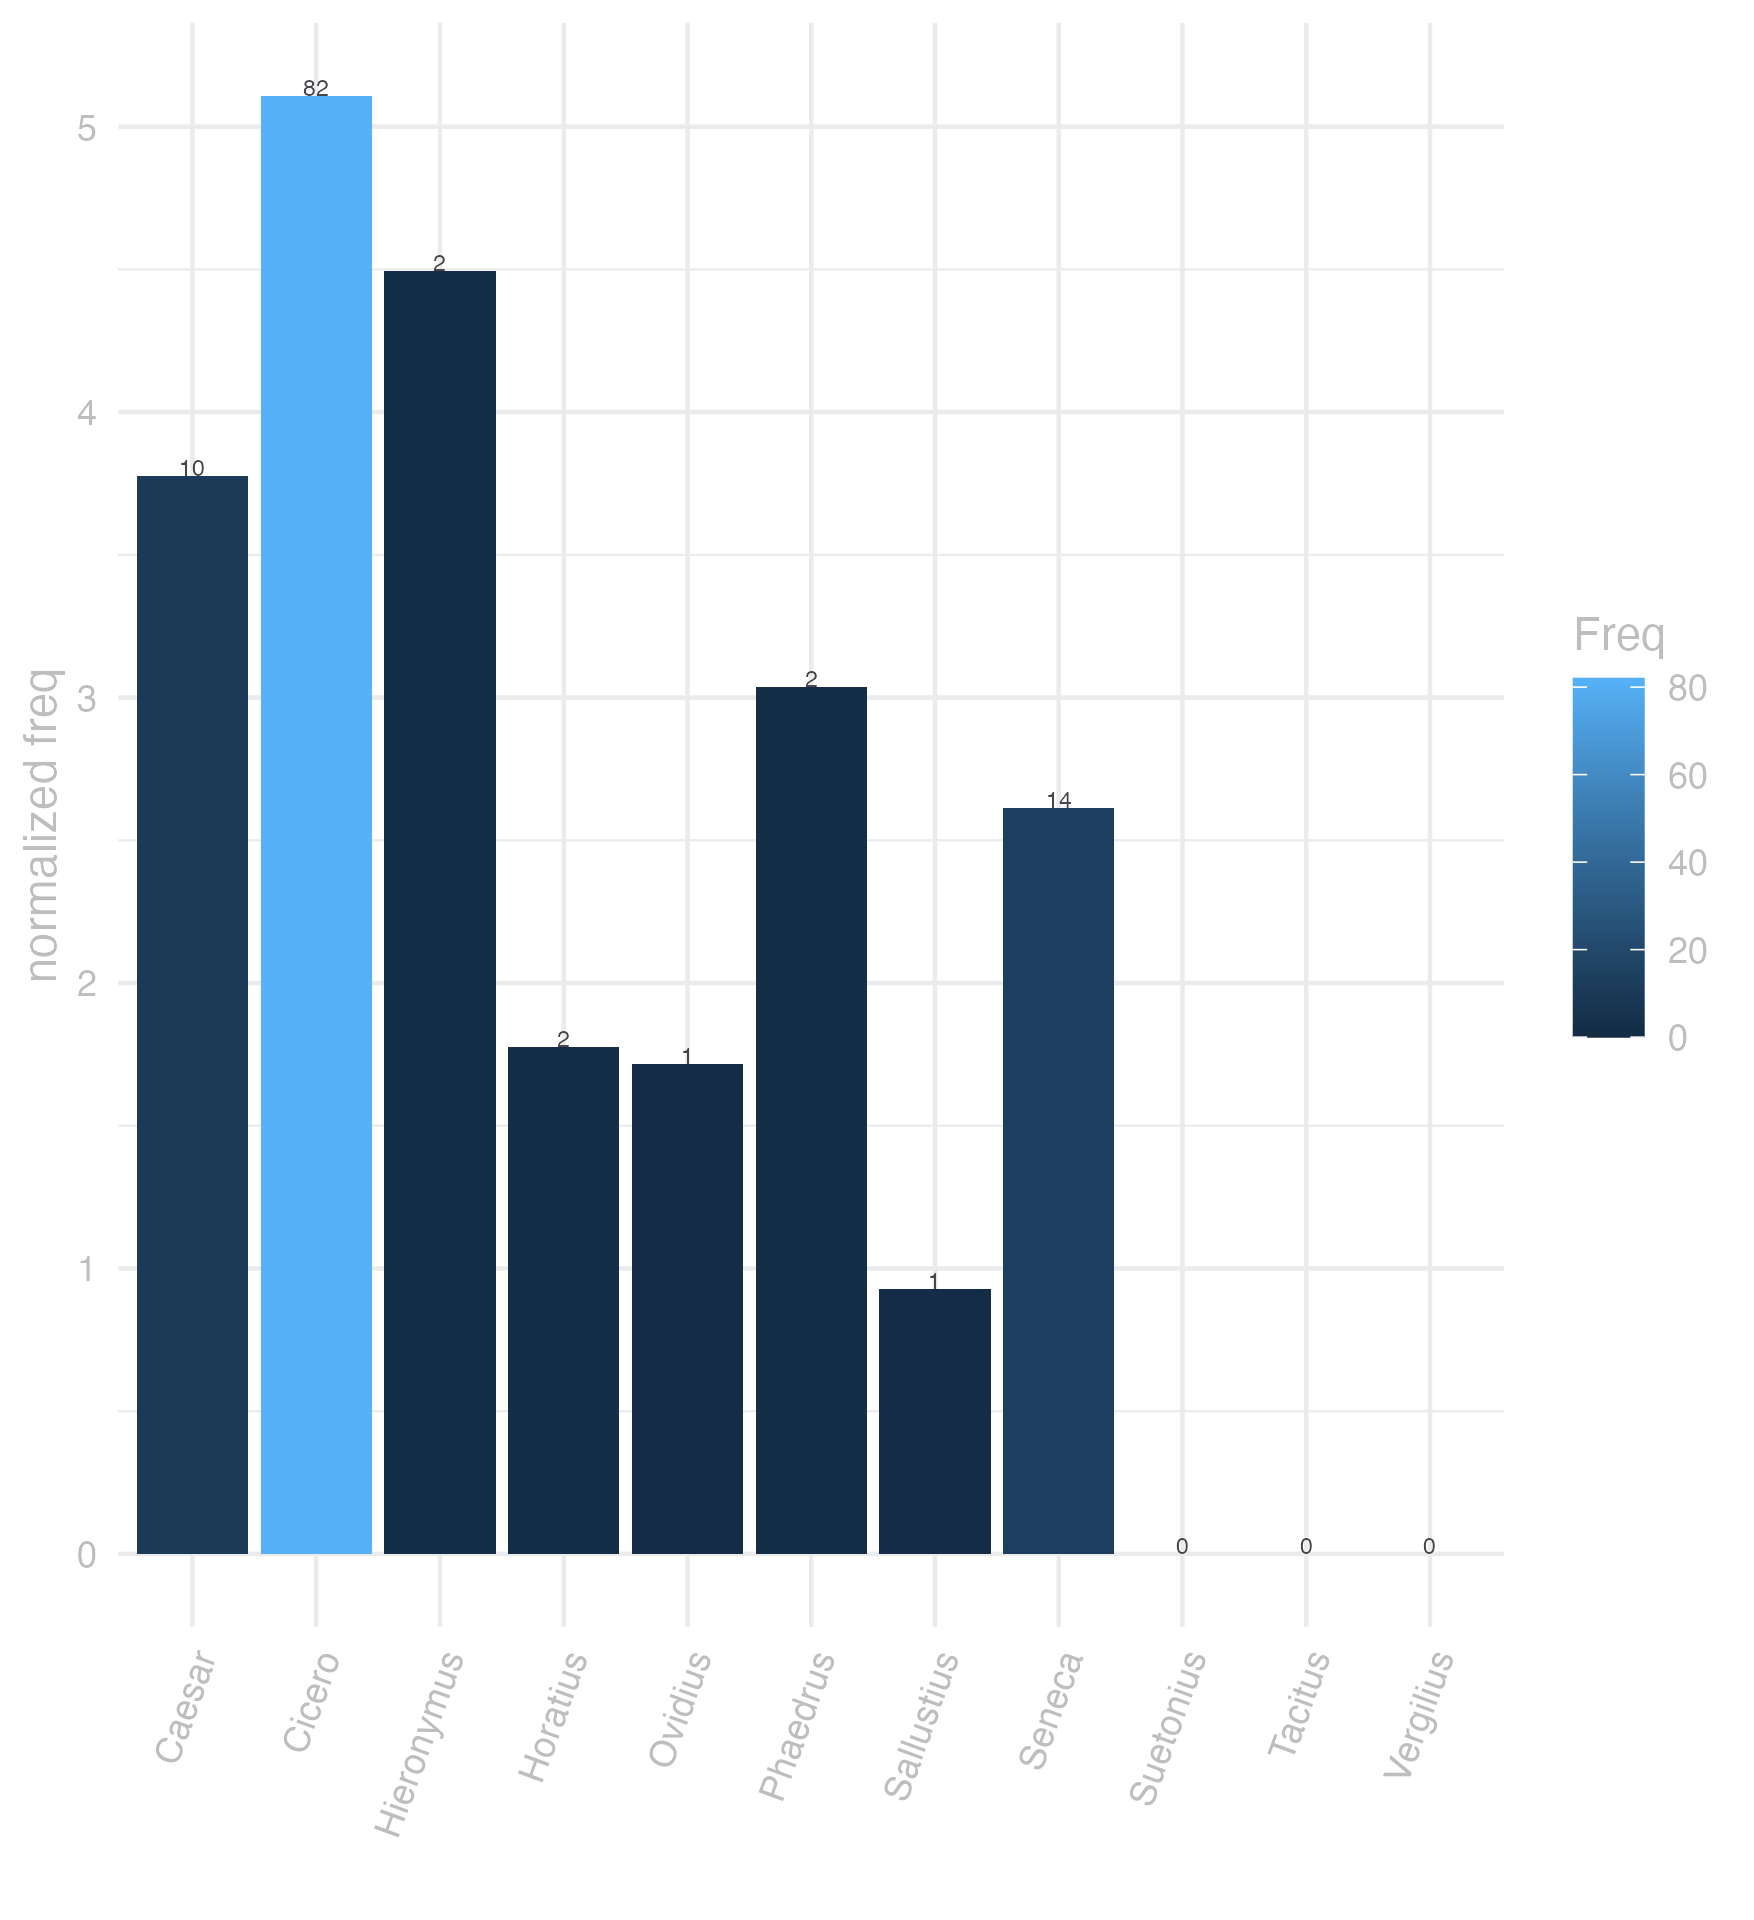 normalized freq
5
4
3
2
1
0
10
82
2
2
1
2
1
14
0
0
0
Caesar
Cicero
Hieronymus
Horatius
Ovidius
Phaedrus
Sallustius
Seneca
Suetonius
Tacitus
Vergilius
Freq
80
60
40
20
0